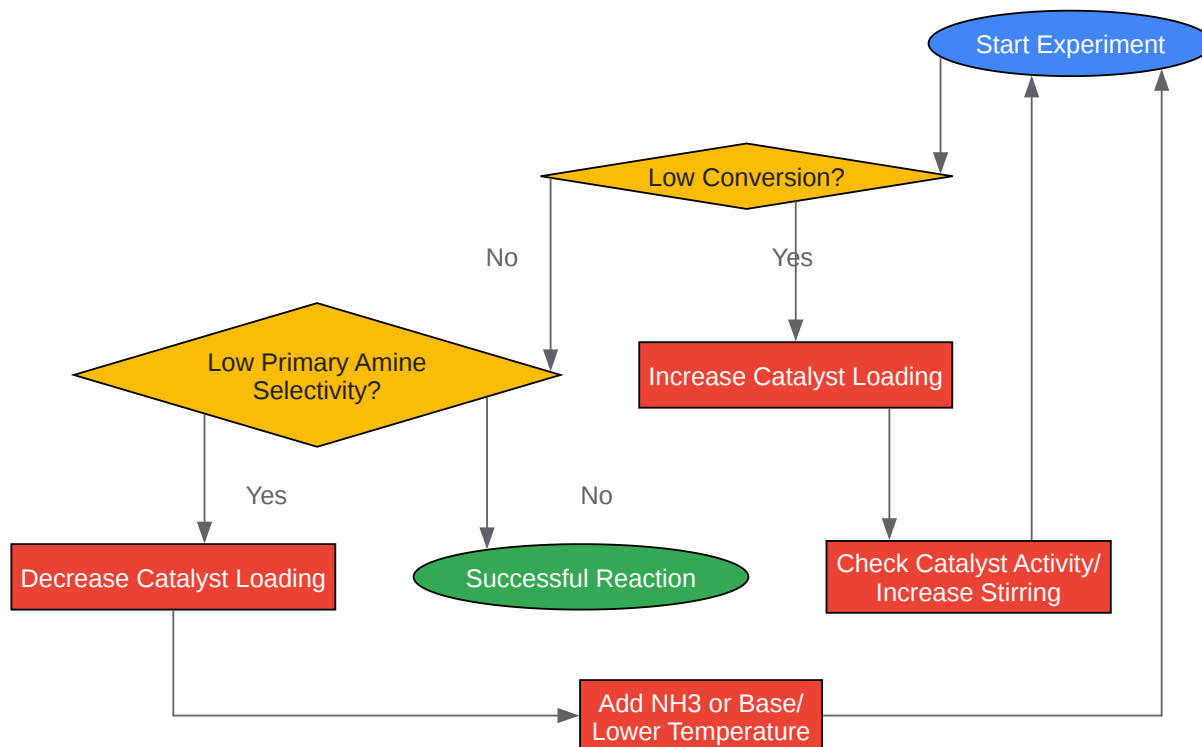 Start Experiment
Low Conversion?
No
Yes
Low Primary Amine
Selectivity?
Increase Catalyst Loading
Yes
No
Decrease Catalyst Loading
Successful Reaction
Check Catalyst Activity/
Increase Stirring
Add NH3 or Base/
Lower Temperature